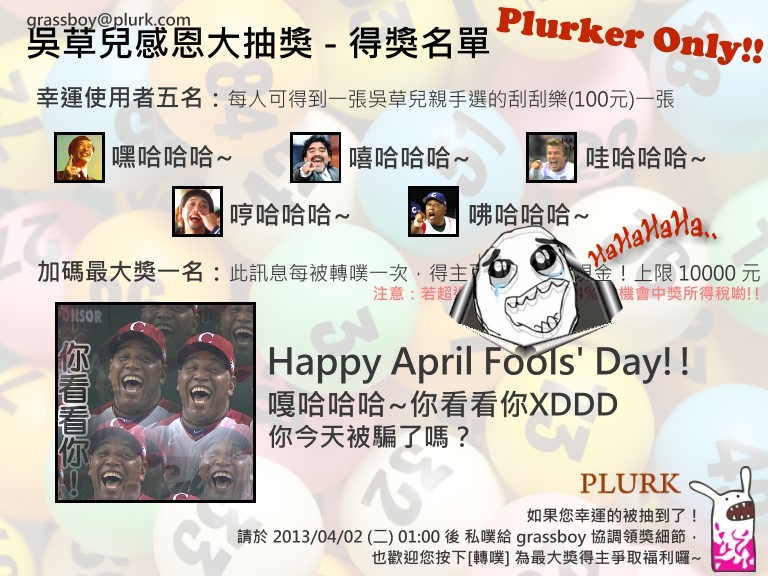 grassboy@plurk.com
吳草兒感恩大抽獎 - 得獎名單
Plurker Only!!
幸運使用者五名：每人可得到一張吳草兒親手選的刮刮樂(100元)一張
嘿哈哈哈~
嘻哈哈哈~
哇哈哈哈~
哼哈哈哈~
咈哈哈哈~
HaHaHaHa..
加碼最大獎一名：此訊息每被轉噗一次，得主可 現金！上限 10000 元
注意：若超 4% 機會中獎所得稅喲!!
ONSOR
你看看你！
Happy April Fools' Day!!
嘎哈哈哈~你看看你XDDD
你今天被騙了嗎？
PLURK
如果您幸運的被抽到了！
請於 2013/04/02 (二) 01:00 後 私噗給 grassboy 協調領獎細節．
也歡迎您按下[轉噗] 為最大獎得主爭取福利囉~